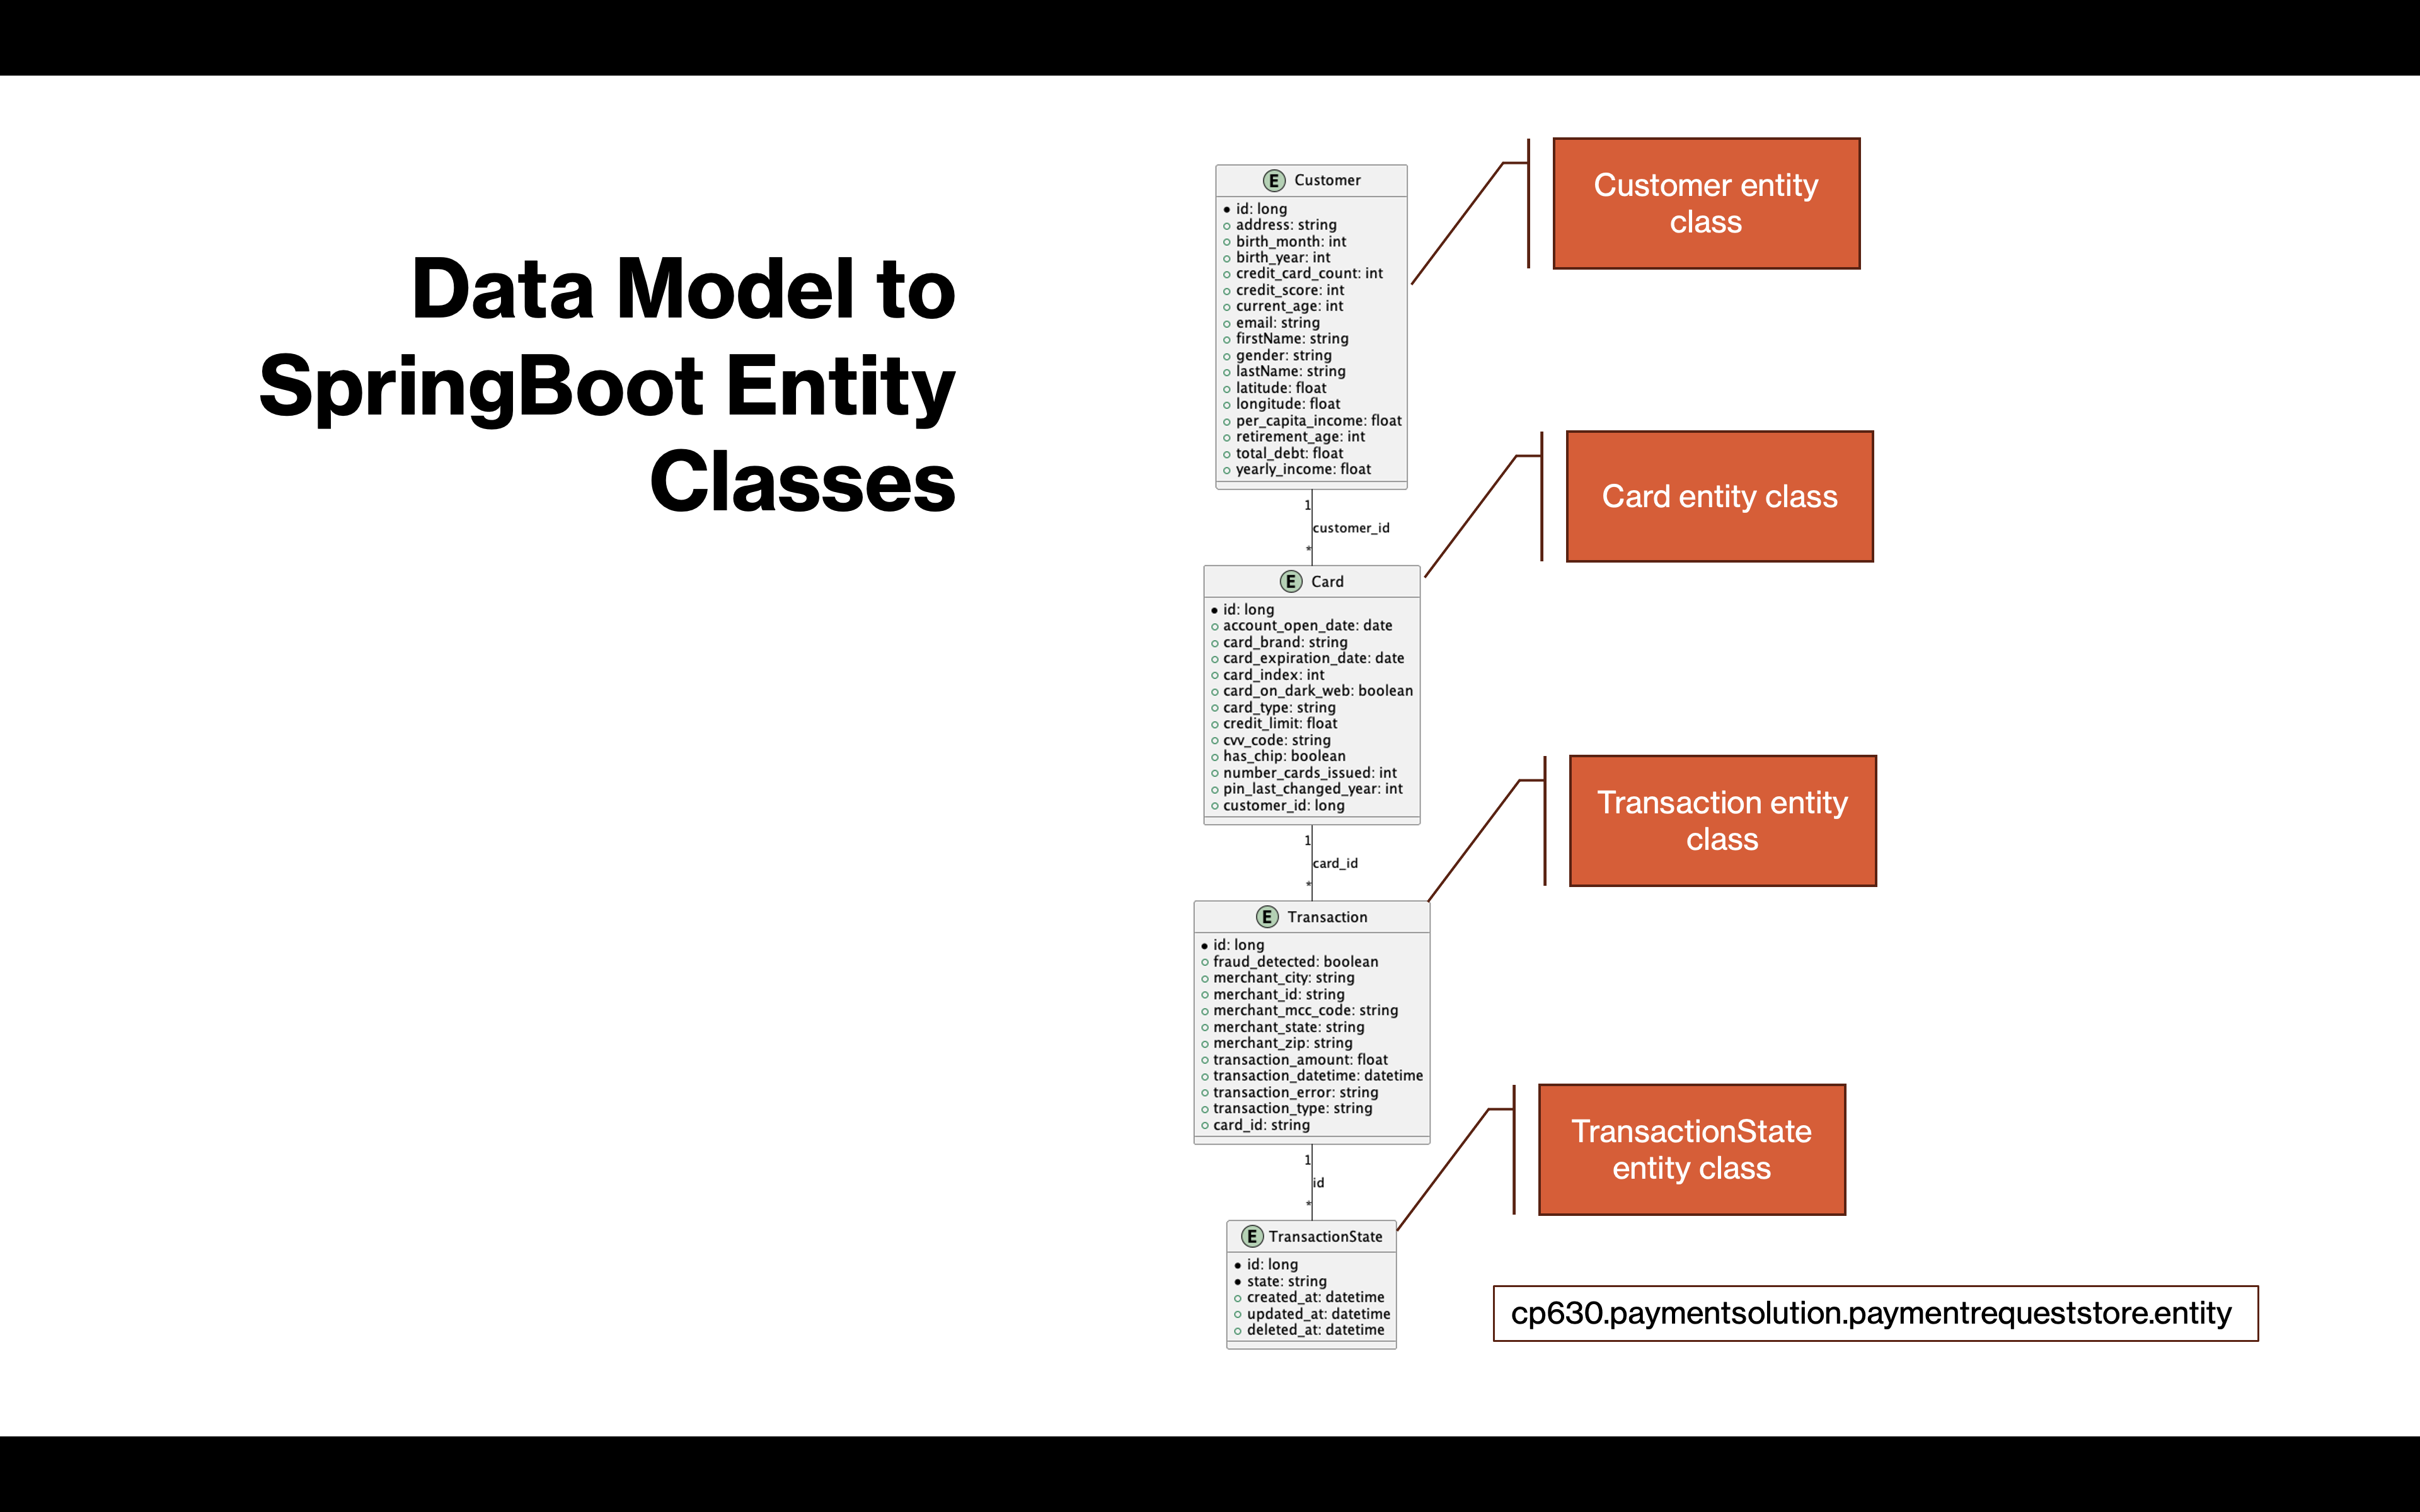 Data Model to
SpringBoot Entity
Classes
E Customer
id: long
address: string
birth_month: int
birth_year: int
credit_card_count: int
credit_score: int
current_age: int
email: string
firstName: string
gender: string
lastName: string
latitude: float
longitude: float
per_capita_income: float
retirement_age: int
total_debt: float
yearly_income: float
1
customer_id
*
E Card
id: long
account_open_date: date
card_brand: string
card_expiration_date: date
card_index: int
card_on_dark_web: boolean
card_type: string
credit_limit: float
cvv_code: string
has_chip: boolean
number_cards_issued: int
pin_last_changed_year: int
customer_id: long
1
card_id
*
E Transaction
id: long
fraud_detected: boolean
merchant_city: string
merchant_id: string
merchant_mcc_code: string
merchant_state: string
merchant_zip: string
transaction_amount: float
transaction_datetime: datetime
transaction_error: string
transaction_type: string
card_id: string
1
id
*
E TransactionState
id: long
state: string
created_at: datetime
updated_at: datetime
deleted_at: datetime
Customer entity
class
Card entity class
Transaction entity
class
TransactionState
entity class
cp630.paymentsolution.paymentrequeststore.entity